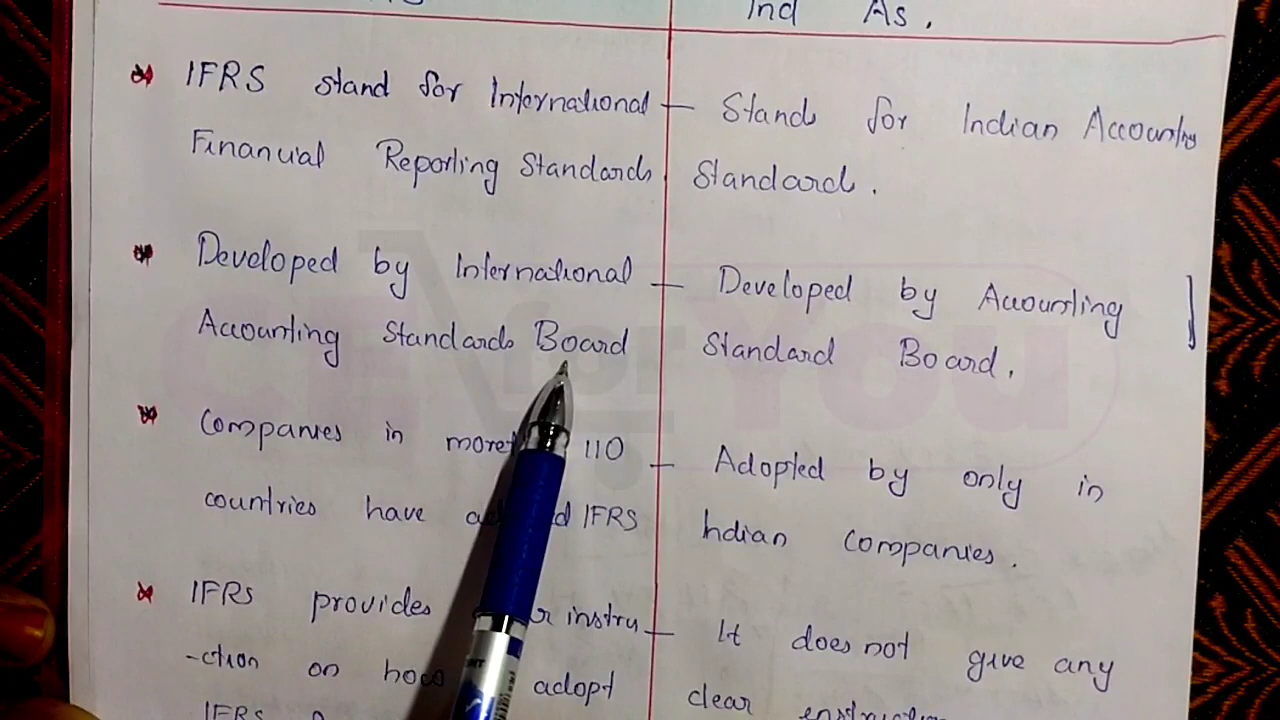 Ind As.
IFRS stand for International
Financial Reporting Standards
Stand for Indian Accounting
Standard.
Developed by International
Accounting Standards Board
Developed by Accounting
Standard Board.
Companies in more 110
countries have IFRS
Adopted by only in
Indian companies.
IFRS provides instru
-ction on how adopt
IFRS
It does not give any
clear